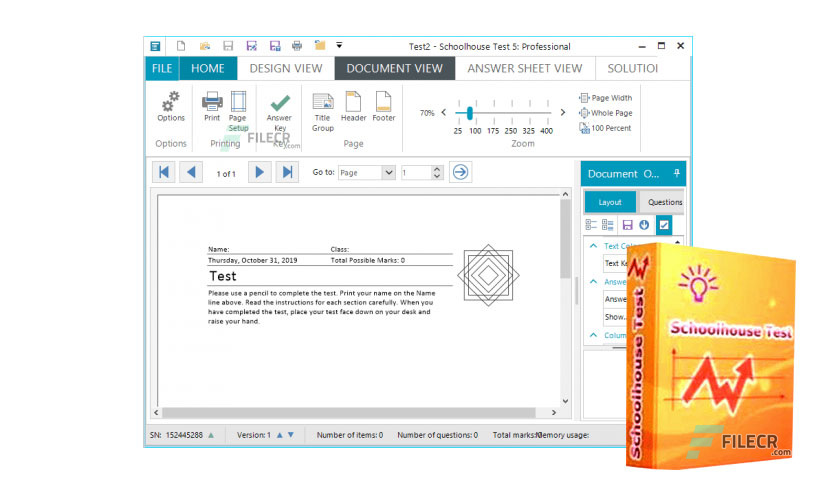 Test2 - Schoolhouse Test 5: Professional
FILE HOME DESIGN VIEW DOCUMENT VIEW ANSWER SHEET VIEW SOLUTIOI
Options Print Page Setup Answer Key Title Group Header Footer 70% 25 100 175 250 325 400 Page Width
Whole Page
100 Percent
Options Printing Key Page Zoom
FILECR.com
1 of 1 Go to: Page 1
Document O...
Layout Questions
Name: Class:
Thursday, October 31, 2019 Total Possible Marks: 0
Test
Please use a pencil to complete the test. Print your name on the Name
line above. Read the instructions for each section carefully. When you
have completed the test, place your test face down on your desk and
raise your hand.
Text Ke
Answe
Answe
Show..
Colum
SN: 152445288 Version: 1 Number of items: 0 Number of questions: 0 Total marks: Memory usage:
Schoolhouse Test
Schoolhouse Test
FILECR
.com